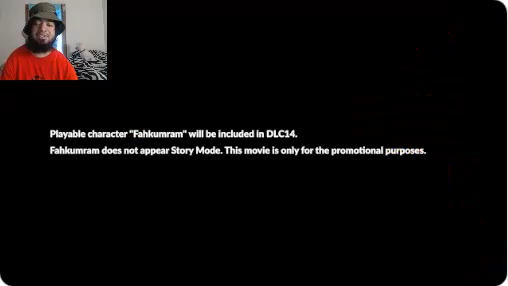 Playable character "Fahkumram" will be included in DLC14.
Fahkumram does not appear Story Mode. This movie is only for the promotional purposes.